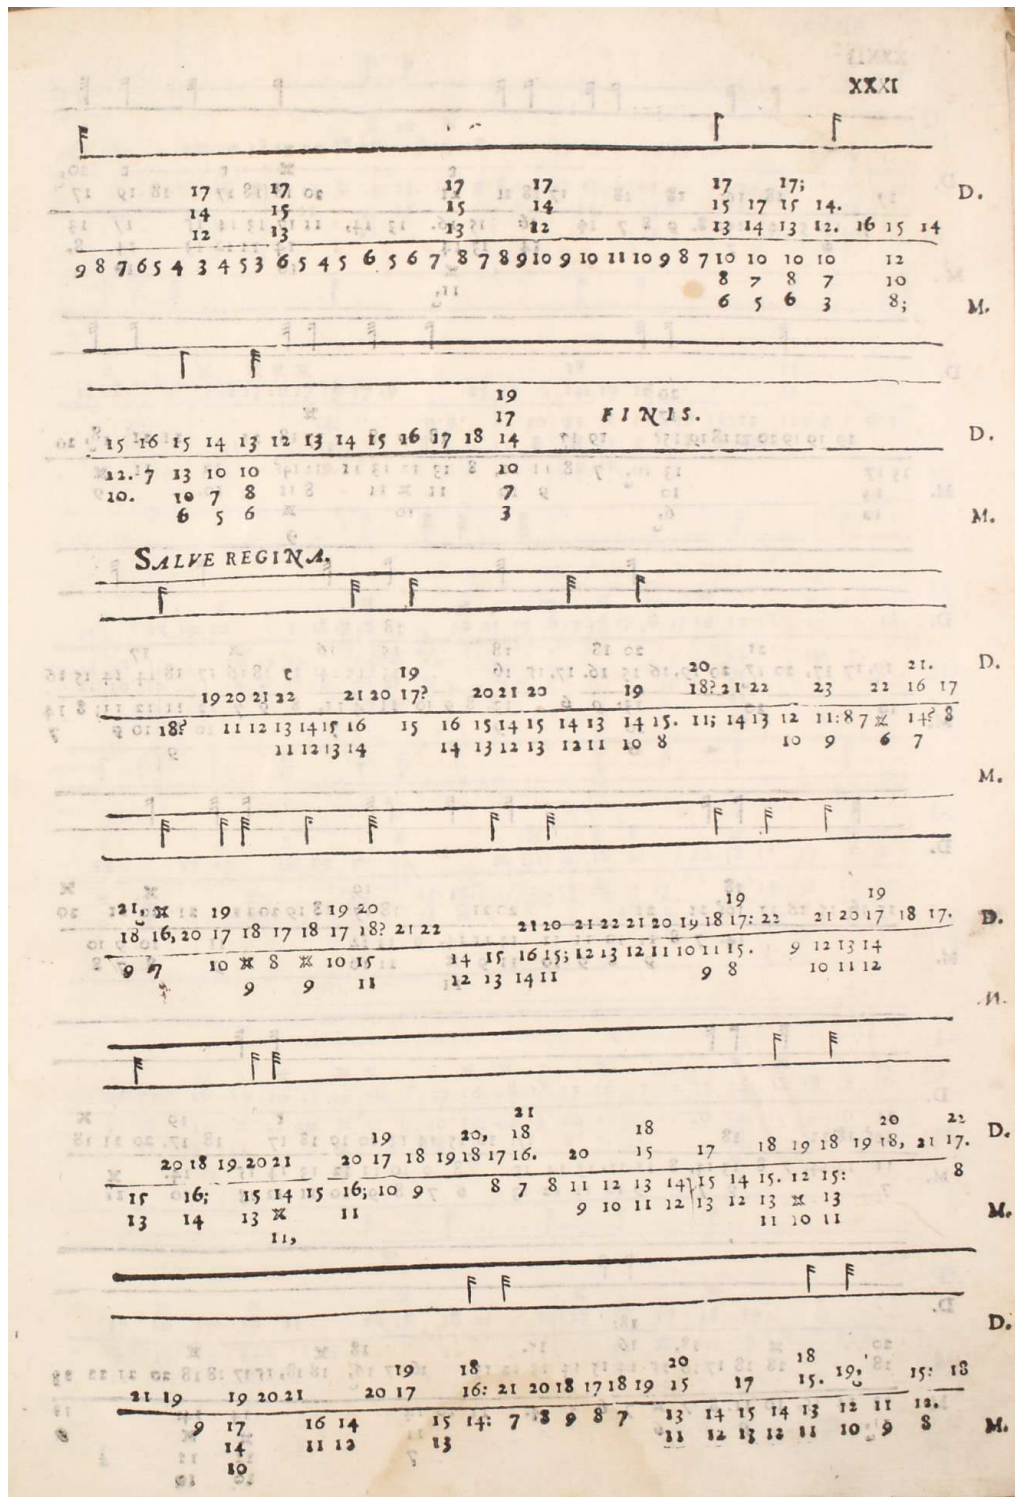 XXXI
17 17 17 17 17 17;
14 15 15 14 15 17 15 14. D.
12 13 13 12 13 14 13 12. 16 15 14
9 8 7 6 5 4 3 4 5 3 6 5 4 5 6 5 6 7 8 7 8 9 10 9 10 11 10 9 8 7 10 10 10 10 12
8 7 8 7 10
6 5 6 3 8; M.
19
17 FINIS.
15 16 15 14 13 12 13 14 15 16 17 18 14 D.
12. 7 13 10 10 10
10. 10 7 8 7
6 5 6 3 M.
SALVE REGINA.
19 20 21. D.
19 20 21 22 21 20 17? 20 21 20 19 18? 21 22 23 22 16 17
18? 11 12 13 14 15 16 15 16 15 14 15 14 13 14 15. 11; 14 13 12 11: 8 7 X 14? 8
11 12 13 14 14 13 12 13 12 11 10 8 10 9 6 7
M.
21, X 19 8 19 20 19 19
18 16, 20 17 18 17 18 17 18? 21 22 21 20 21 22 21 20 19 18 17: 22 21 20 17 18 17. D.
9 7 10 X 8 X 10 15 14 15 16 15; 12 13 12 11 10 11 15. 9 12 13 14
9 9 11 12 13 14 11 9 8 10 11 12
M.
21
19 20, 18 18 20 22 D.
20 18 19 20 21 20 17 18 19 18 17 16. 20 15 17 18 19 18 19 18, 21 17.
15 16; 15 14 15 16; 10 9 8 7 8 11 12 13 14 15 14 15. 12 15: 8
13 14 13 X 11 9 10 11 12 13 12 13 X 13 M.
11, 11 10 11
D.
19 18 20 18 19, 15: 18
21 19 19 20 21 20 17 16: 21 20 18 17 18 19 15 17 15.
9 17 16 14 15 14: 7 8 9 8 7 13 14 15 14 13 12 11 12.
14 11 12 13 11 12 13 12 11 10 9 8 M.
10